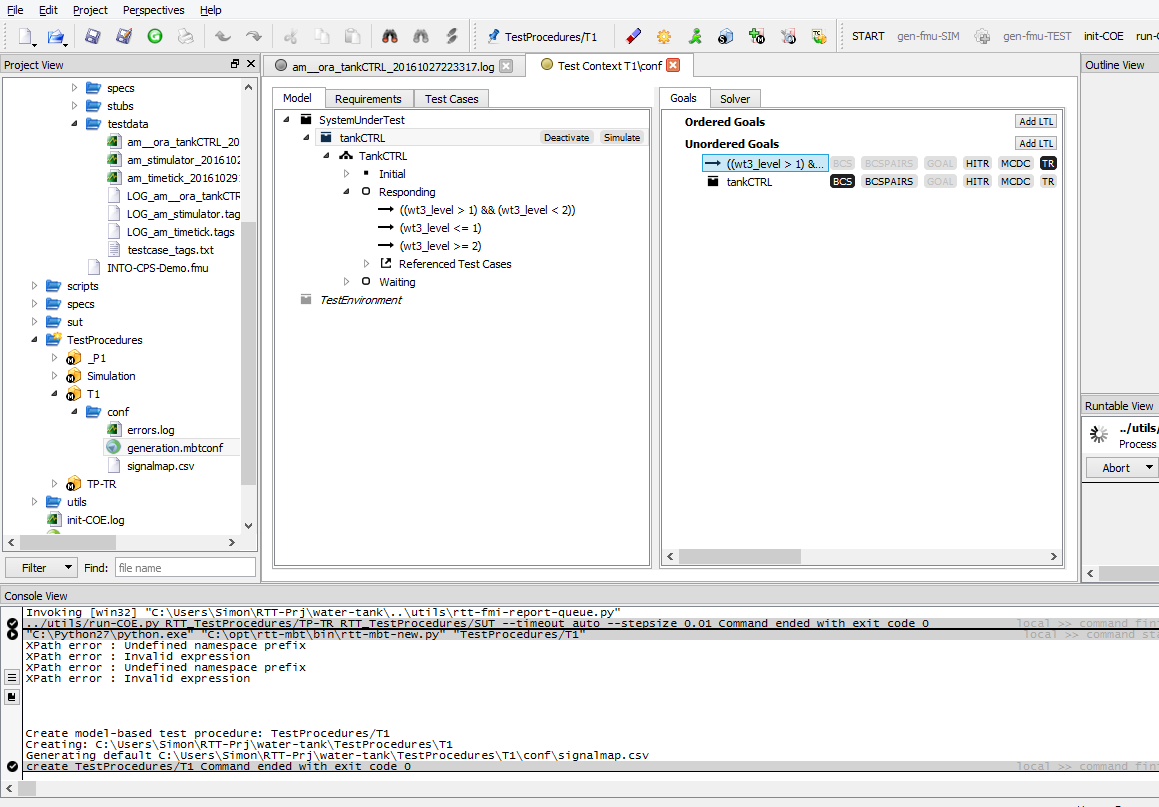 File Edit Project Perspectives Help
TestProcedures/T1 START gen-fmu-SIM gen-fmu-TEST init-COE run-C
Project View
specs
stubs
testdata
am__ora_tankCTRL_20
am_stimulator_2016102
am_timetick_201610291
LOG_am__ora_tankCTR
LOG_am_stimulator.tag
LOG_am_timetick.tags
testcase_tags.txt
INTO-CPS-Demo.fmu
scripts
specs
sut
TestProcedures
_P1
Simulation
T1
conf
errors.log
generation.mbtconf
signalmap.csv
TP-TR
utils
init-COE.log
Filter Find: file name
am__ora_tankCTRL_20161027223317.log Test Context T1\conf
Model Requirements Test Cases
SystemUnderTest
tankCTRL Deactivate Simulate
TankCTRL
Initial
Responding
((wt3_level > 1) && (wt3_level < 2))
(wt3_level <= 1)
(wt3_level >= 2)
Referenced Test Cases
Waiting
TestEnvironment
Goals Solver
Ordered Goals Add LTL
Unordered Goals Add LTL
((wt3_level > 1) &... BCS BCSPAIRS GOAL HITR MCDC TR
tankCTRL BCS BCSPAIRS GOAL HITR MCDC TR
Outline View
Runtable View
../utils/
Process
Abort
Console View
Invoking [win32] "C:\Users\Simon\RTT-Prj\water-tank\..\utils\rtt-fmi-report-queue.py"
../utils/run-COE.py RTT_TestProcedures/TP-TR RTT_TestProcedures/SUT --timeout auto --stepsize 0.01 Command ended with exit code 0 local >> command fin
"C:\Python27\python.exe" "C:\opt\rtt-mbt\bin\rtt-mbt-new.py" "TestProcedures/T1" local >> command sta
XPath error : Undefined namespace prefix
XPath error : Invalid expression
XPath error : Undefined namespace prefix
XPath error : Invalid expression
Create model-based test procedure: TestProcedures/T1
Creating: C:\Users\Simon\RTT-Prj\water-tank\TestProcedures\T1
Generating default C:\Users\Simon\RTT-Prj\water-tank\TestProcedures\T1\conf\signalmap.csv
create TestProcedures/T1 Command ended with exit code 0 local >> command fin